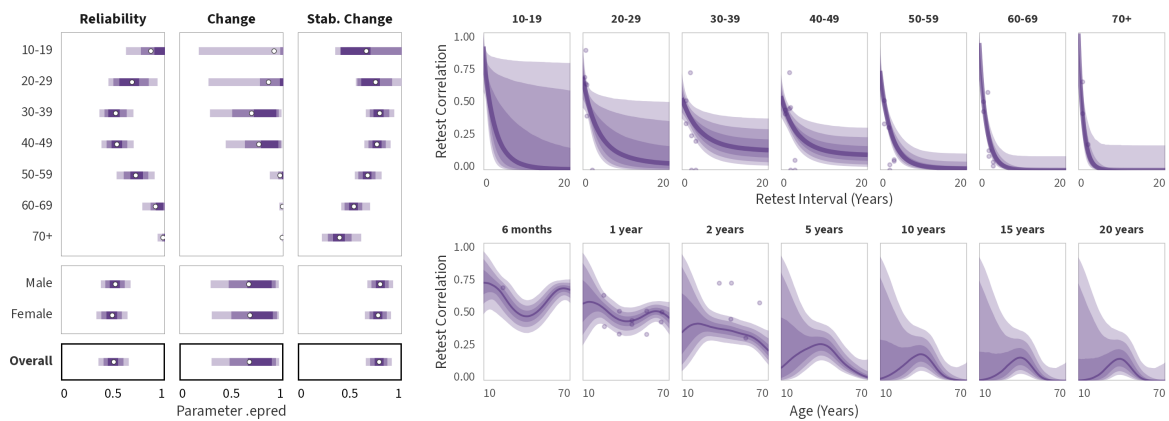 Reliability Change Stab. Change
10-19
20-29
30-39
40-49
50-59
60-69
70+
Male
Female
Overall
0 0.5 1 0 0.5 1 0 0.5 1
Parameter .epred
10-19 20-29 30-39 40-49 50-59 60-69 70+
Retest Correlation
1.00
0.75
0.50
0.25
0.00
0 20 0 20 0 20 0 20 0 20 0 20 0 20
Retest Interval (Years)
6 months 1 year 2 years 5 years 10 years 15 years 20 years
Retest Correlation
1.00
0.75
0.50
0.25
0.00
10 70 10 70 10 70 10 70 10 70 10 70 10 70
Age (Years)